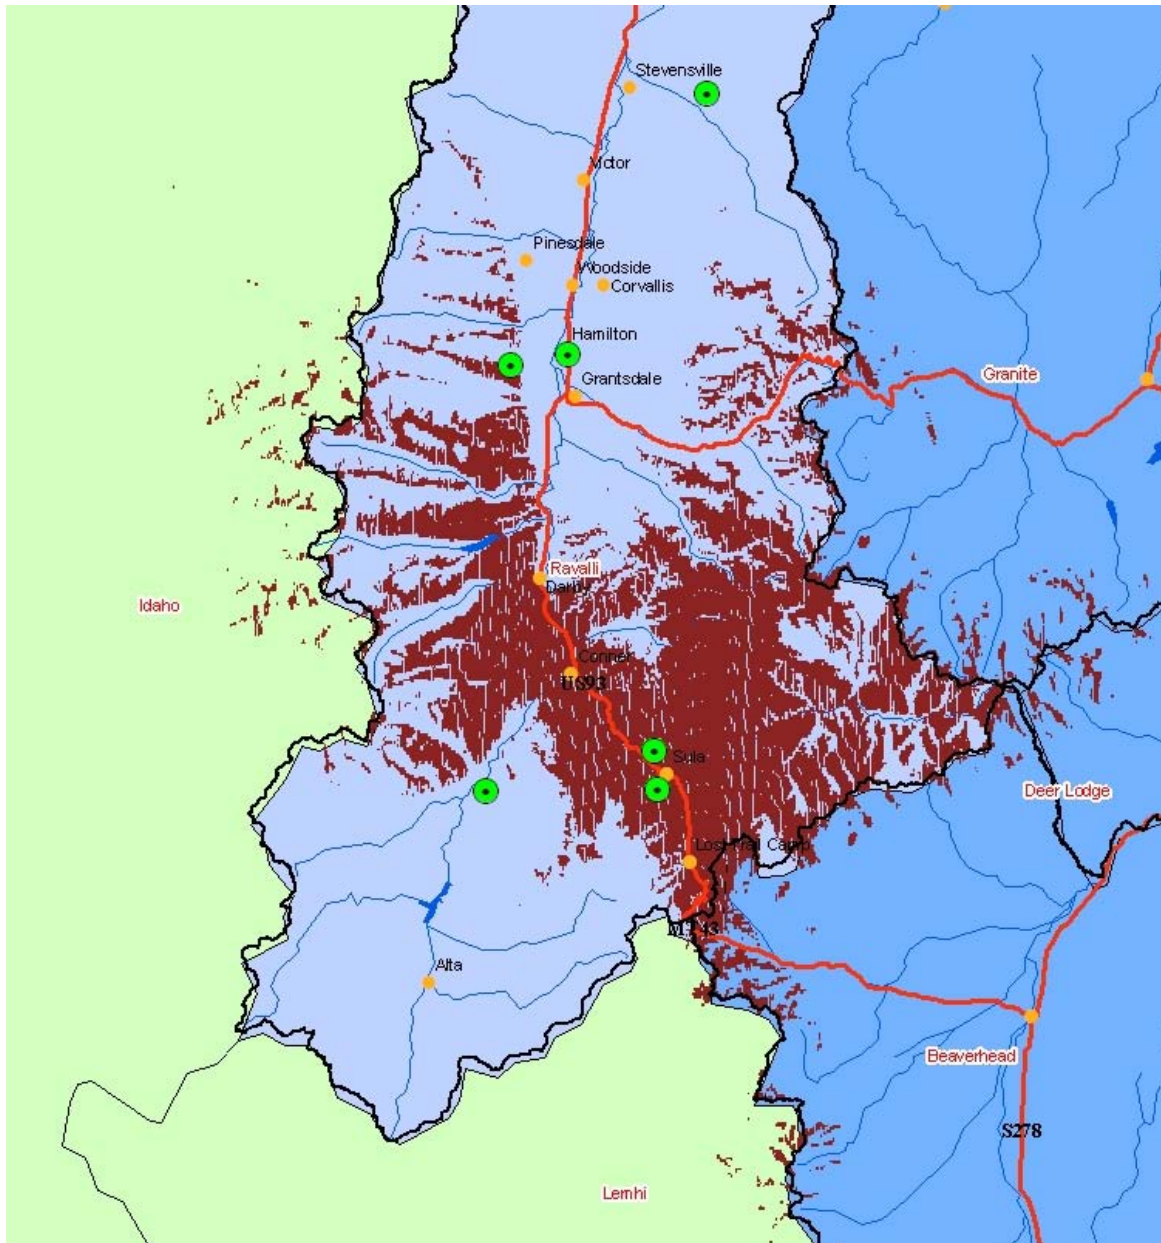 Stevensville
Victor
Pinesdale
Woodside
Corvallis
Hamilton
Granite
Grantsdale
Ravalli
Darby
Idaho
Conner
US93
Sula
Deer Lodge
Lost Trail Camp
MT43
Alta
Beaverhead
S278
Lemhi